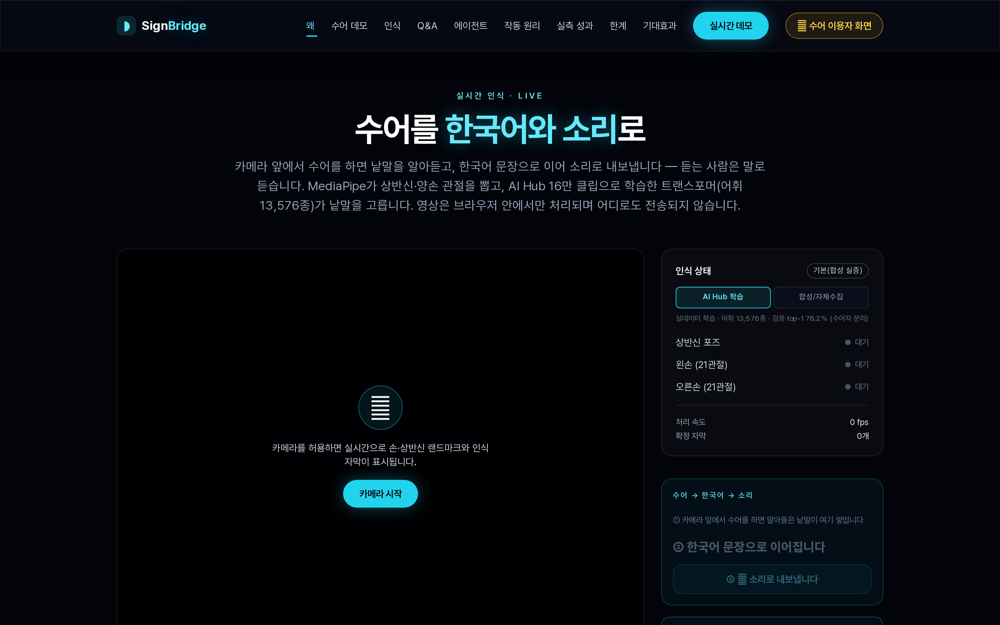 SignBridge
왜
수어 데모
인식
Q&A
에이전트
작동 원리
실측 성과
한계
기대효과
실시간 데모
수어 이용자 화면
실시간 인식 · LIVE
수어를 한국어와 소리로
카메라 앞에서 수어를 하면 낱말을 알아듣고, 한국어 문장으로 이어 소리로 내보냅니다 — 듣는 사람은 말로
듣습니다. MediaPipe가 상반신·양손 관절을 뽑고, AI Hub 16만 클립으로 학습한 트랜스포머(어휘
13,576종)가 낱말을 고릅니다. 영상은 브라우저 안에서만 처리되며 어디로도 전송되지 않습니다.
카메라를 허용하면 실시간으로 손·상반신 랜드마크와 인식
자막이 표시됩니다.
카메라 시작
인식 상태
기본(합성 실증)
AI Hub 학습
합성/자체수집
실데이터 학습 · 어휘 13,576종 · 검증 top-1 78.2% (수어자 분리)
상반신 포즈
대기
왼손 (21관절)
대기
오른손 (21관절)
대기
처리 속도
0 fps
확정 자막
0개
수어 → 한국어 → 소리
① 카메라 앞에서 수어를 하면 알아들은 낱말이 여기 쌓입니다
② 한국어 문장으로 이어집니다
③ 소리로 내보냅니다